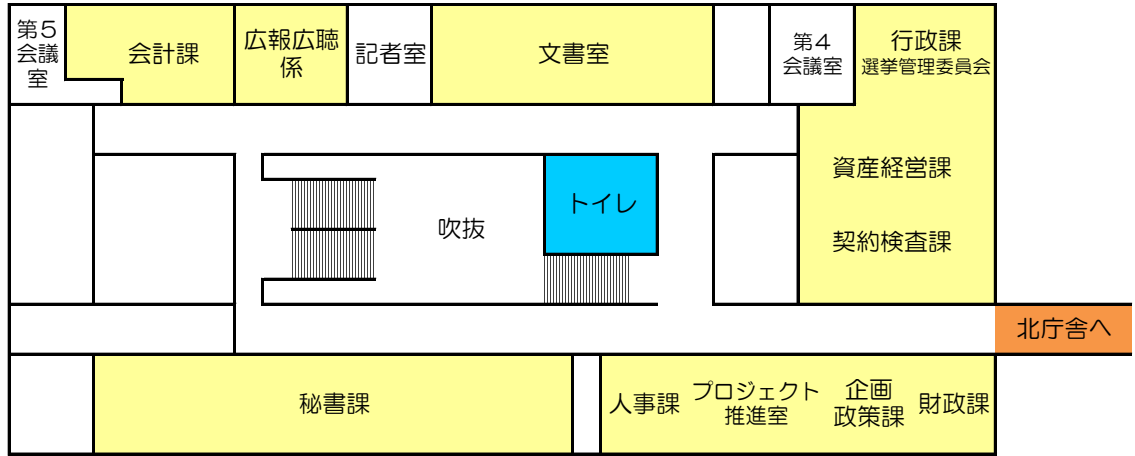 第５
会議
室
会計課
広報広聴
係
記者室
文書室
第４
会議室
行政課
選挙管理委員会
資産経営課
契約検査課
吹抜
トイレ
北庁舎へ
秘書課
人事課
プロジェクト
推進室
企画
政策課
財政課